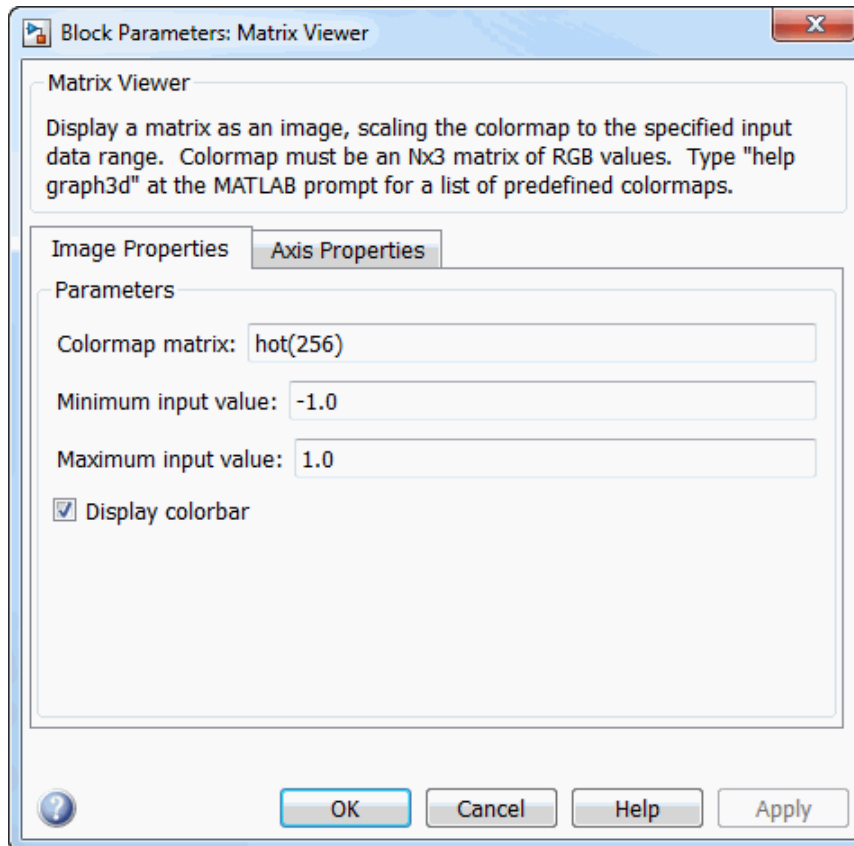 Block Parameters: Matrix Viewer
Matrix Viewer
Display a matrix as an image, scaling the colormap to the specified input
data range.  Colormap must be an Nx3 matrix of RGB values.  Type "help
graph3d" at the MATLAB prompt for a list of predefined colormaps.
Image Properties
Axis Properties
Parameters
Colormap matrix: hot(256)
Minimum input value: -1.0
Maximum input value: 1.0
Display colorbar
OK
Cancel
Help
Apply